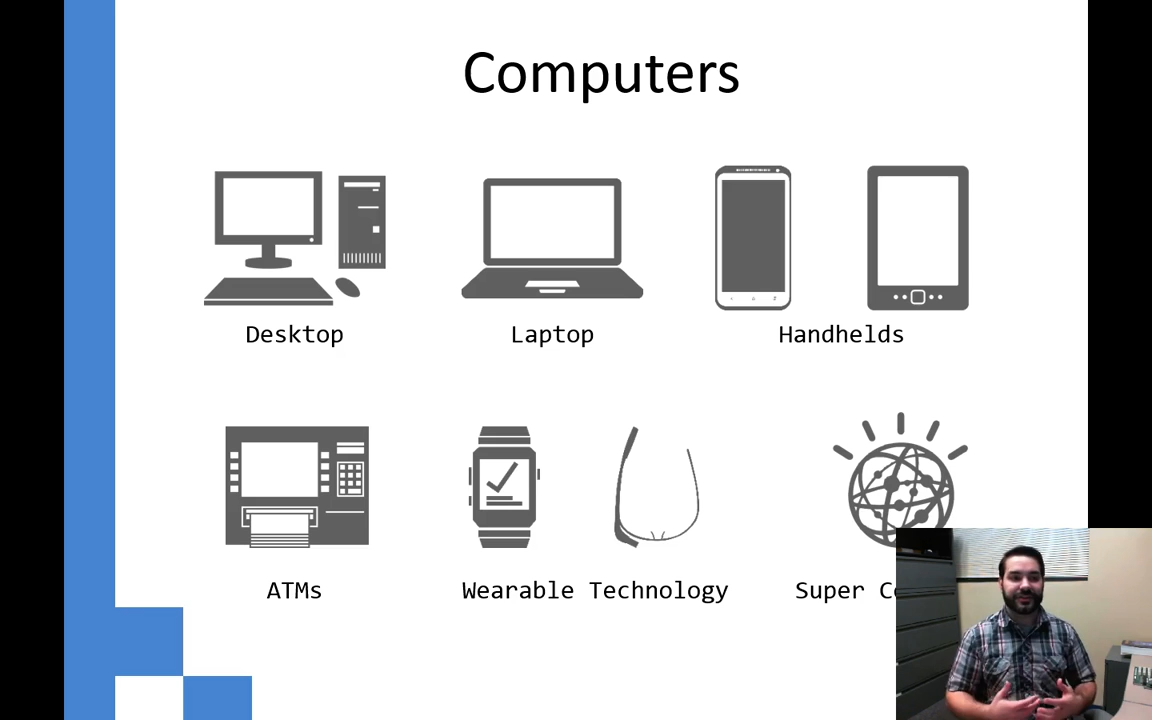 Computers
Desktop
Laptop
Handhelds
ATMs
Wearable Technology
Super